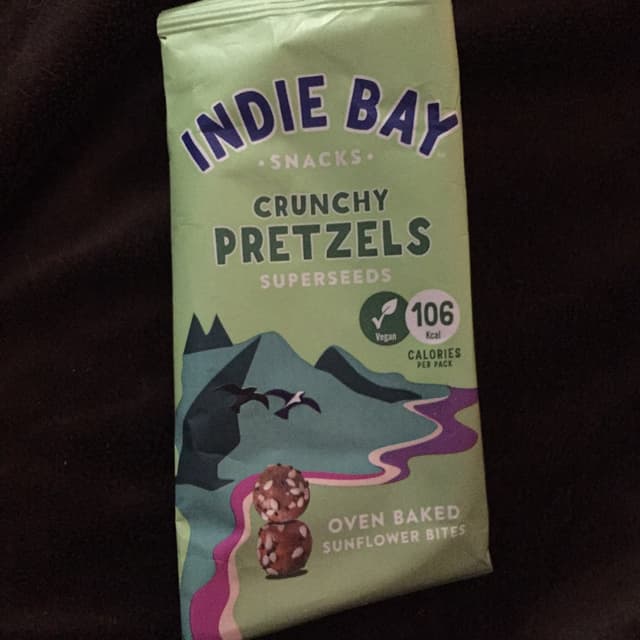 INDIE BAY
• SNACKS •
CRUNCHY
PRETZELS
SUPERSEEDS
Vegan
106
Kcal
CALORIES
PER PACK
OVEN BAKED
SUNFLOWER BITES